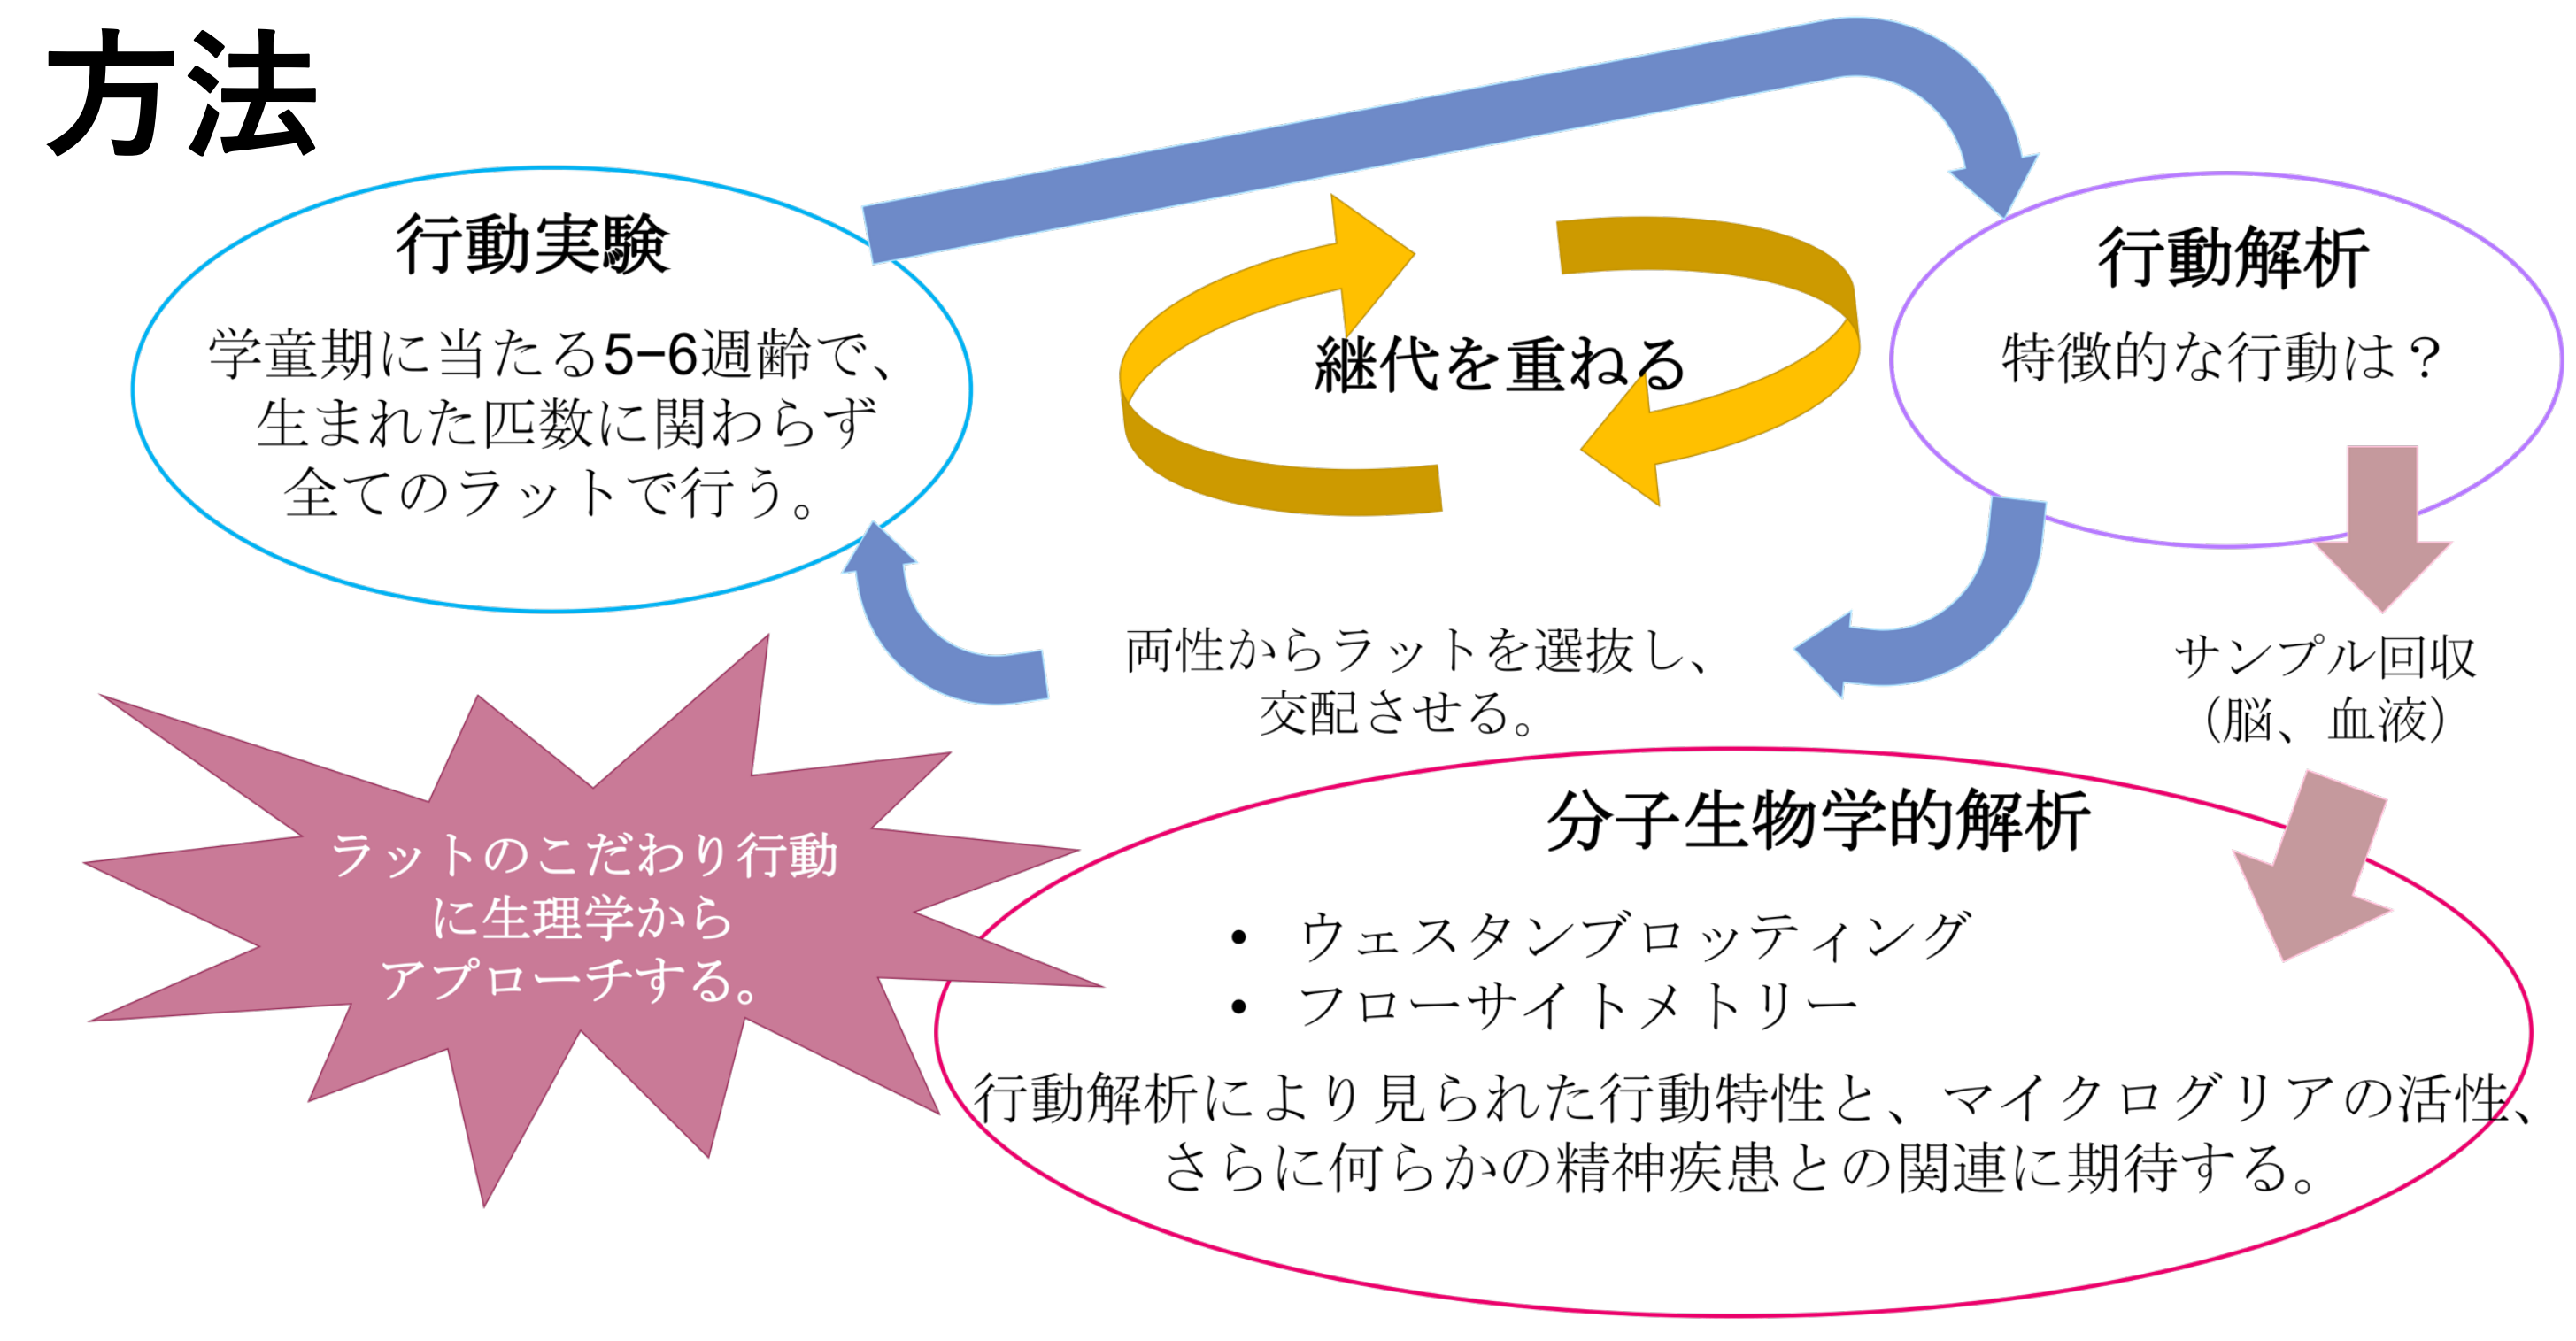 方法
行動実験
学童期に当たる5−6週齢で、
生まれた匹数に関わらず
全てのラットで行う。
継代を重ねる
行動解析
特徴的な行動は？
両性からラットを選抜し、
交配させる。
サンプル回収
（脳、血液）
ラットのこだわり行動
に生理学から
アプローチする。
分子生物学的解析
• ウェスタンブロッティング
• フローサイトメトリー
行動解析により見られた行動特性と、マイクログリアの活性、
さらに何らかの精神疾患との関連に期待する。